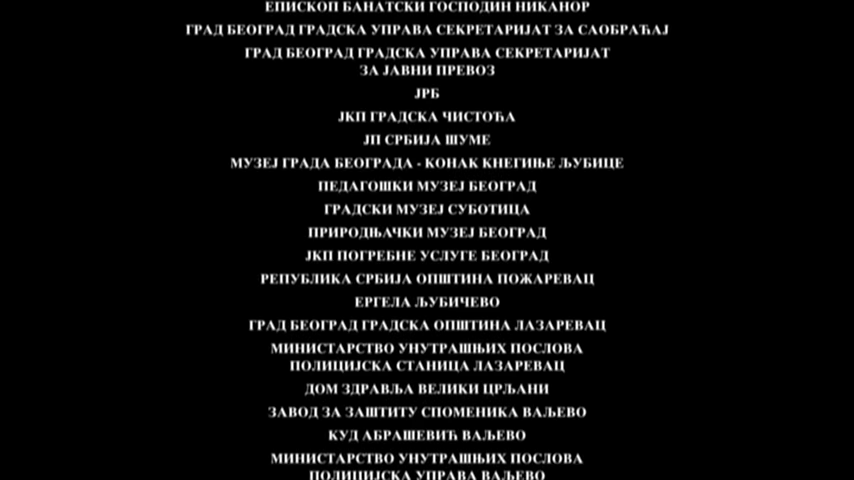 ЕПИСКОП БАНАТСКИ ГОСПОДИН НИКАНОР
ГРАД БЕОГРАД ГРАДСКА УПРАВА СЕКРЕТАРИЈАТ ЗА САОБРАЋАЈ
ГРАД БЕОГРАД ГРАДСКА УПРАВА СЕКРЕТАРИЈАТ
ЗА ЈАВНИ ПРЕВОЗ
ЈРБ
ЈКП ГРАДСКА ЧИСТОЋА
ЈП СРБИЈА ШУМЕ
МУЗЕЈ ГРАДА БЕОГРАДА - КОНАК КНЕГИЊЕ ЉУБИЦЕ
ПЕДАГОШКИ МУЗЕЈ БЕОГРАД
ГРАДСКИ МУЗЕЈ СУБОТИЦА
ПРИРОДЊАЧКИ МУЗЕЈ БЕОГРАД
ЈКП ПОГРЕБНЕ УСЛУГЕ БЕОГРАД
РЕПУБЛИКА СРБИЈА ОПШТИНА ПОЖАРЕВАЦ
ЕРГЕЛА ЉУБИЧЕВО
ГРАД БЕОГРАД ГРАДСКА ОПШТИНА ЛАЗАРЕВАЦ
МИНИСТАРСТВО УНУТРАШЊИХ ПОСЛОВА
ПОЛИЦИЈСКА СТАНИЦА ЛАЗАРЕВАЦ
ДОМ ЗДРАВЉА ВЕЛИКИ ЦРЉАНИ
ЗАВОД ЗА ЗАШТИТУ СПОМЕНИКА ВАЉЕВО
КУД АБРАШЕВИЋ ВАЉЕВО
МИНИСТАРСТВО УНУТРАШЊИХ ПОСЛОВА
ПОЛИЦИЈСКА УПРАВА ВАЉЕВО